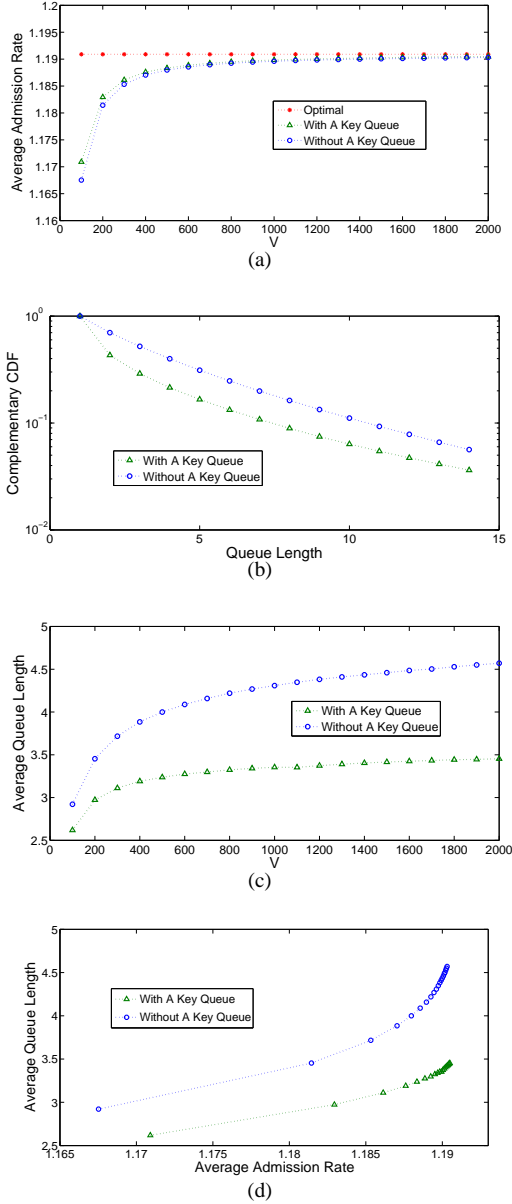 1.2
1.195
1.19
1.185
1.18
1.175
1.17
1.165
1.16
Average Admission Rate
Optimal
With A Key Queue
Without A Key Queue
0 200 400 600 800 1000 1200 1400 1600 1800 2000
V
(a)
10^0
10^-1
10^-2
Complementary CDF
With A Key Queue
Without A Key Queue
0 5 10 15
Queue Length
(b)
5
4.5
4
3.5
3
2.5
Average Queue Length
With A Key Queue
Without A Key Queue
0 200 400 600 800 1000 1200 1400 1600 1800 2000
V
(c)
5
4.5
4
3.5
3
2.5
Average Queue Length
With A Key Queue
Without A Key Queue
1.165 1.17 1.175 1.18 1.185 1.19
Average Admission Rate
(d)